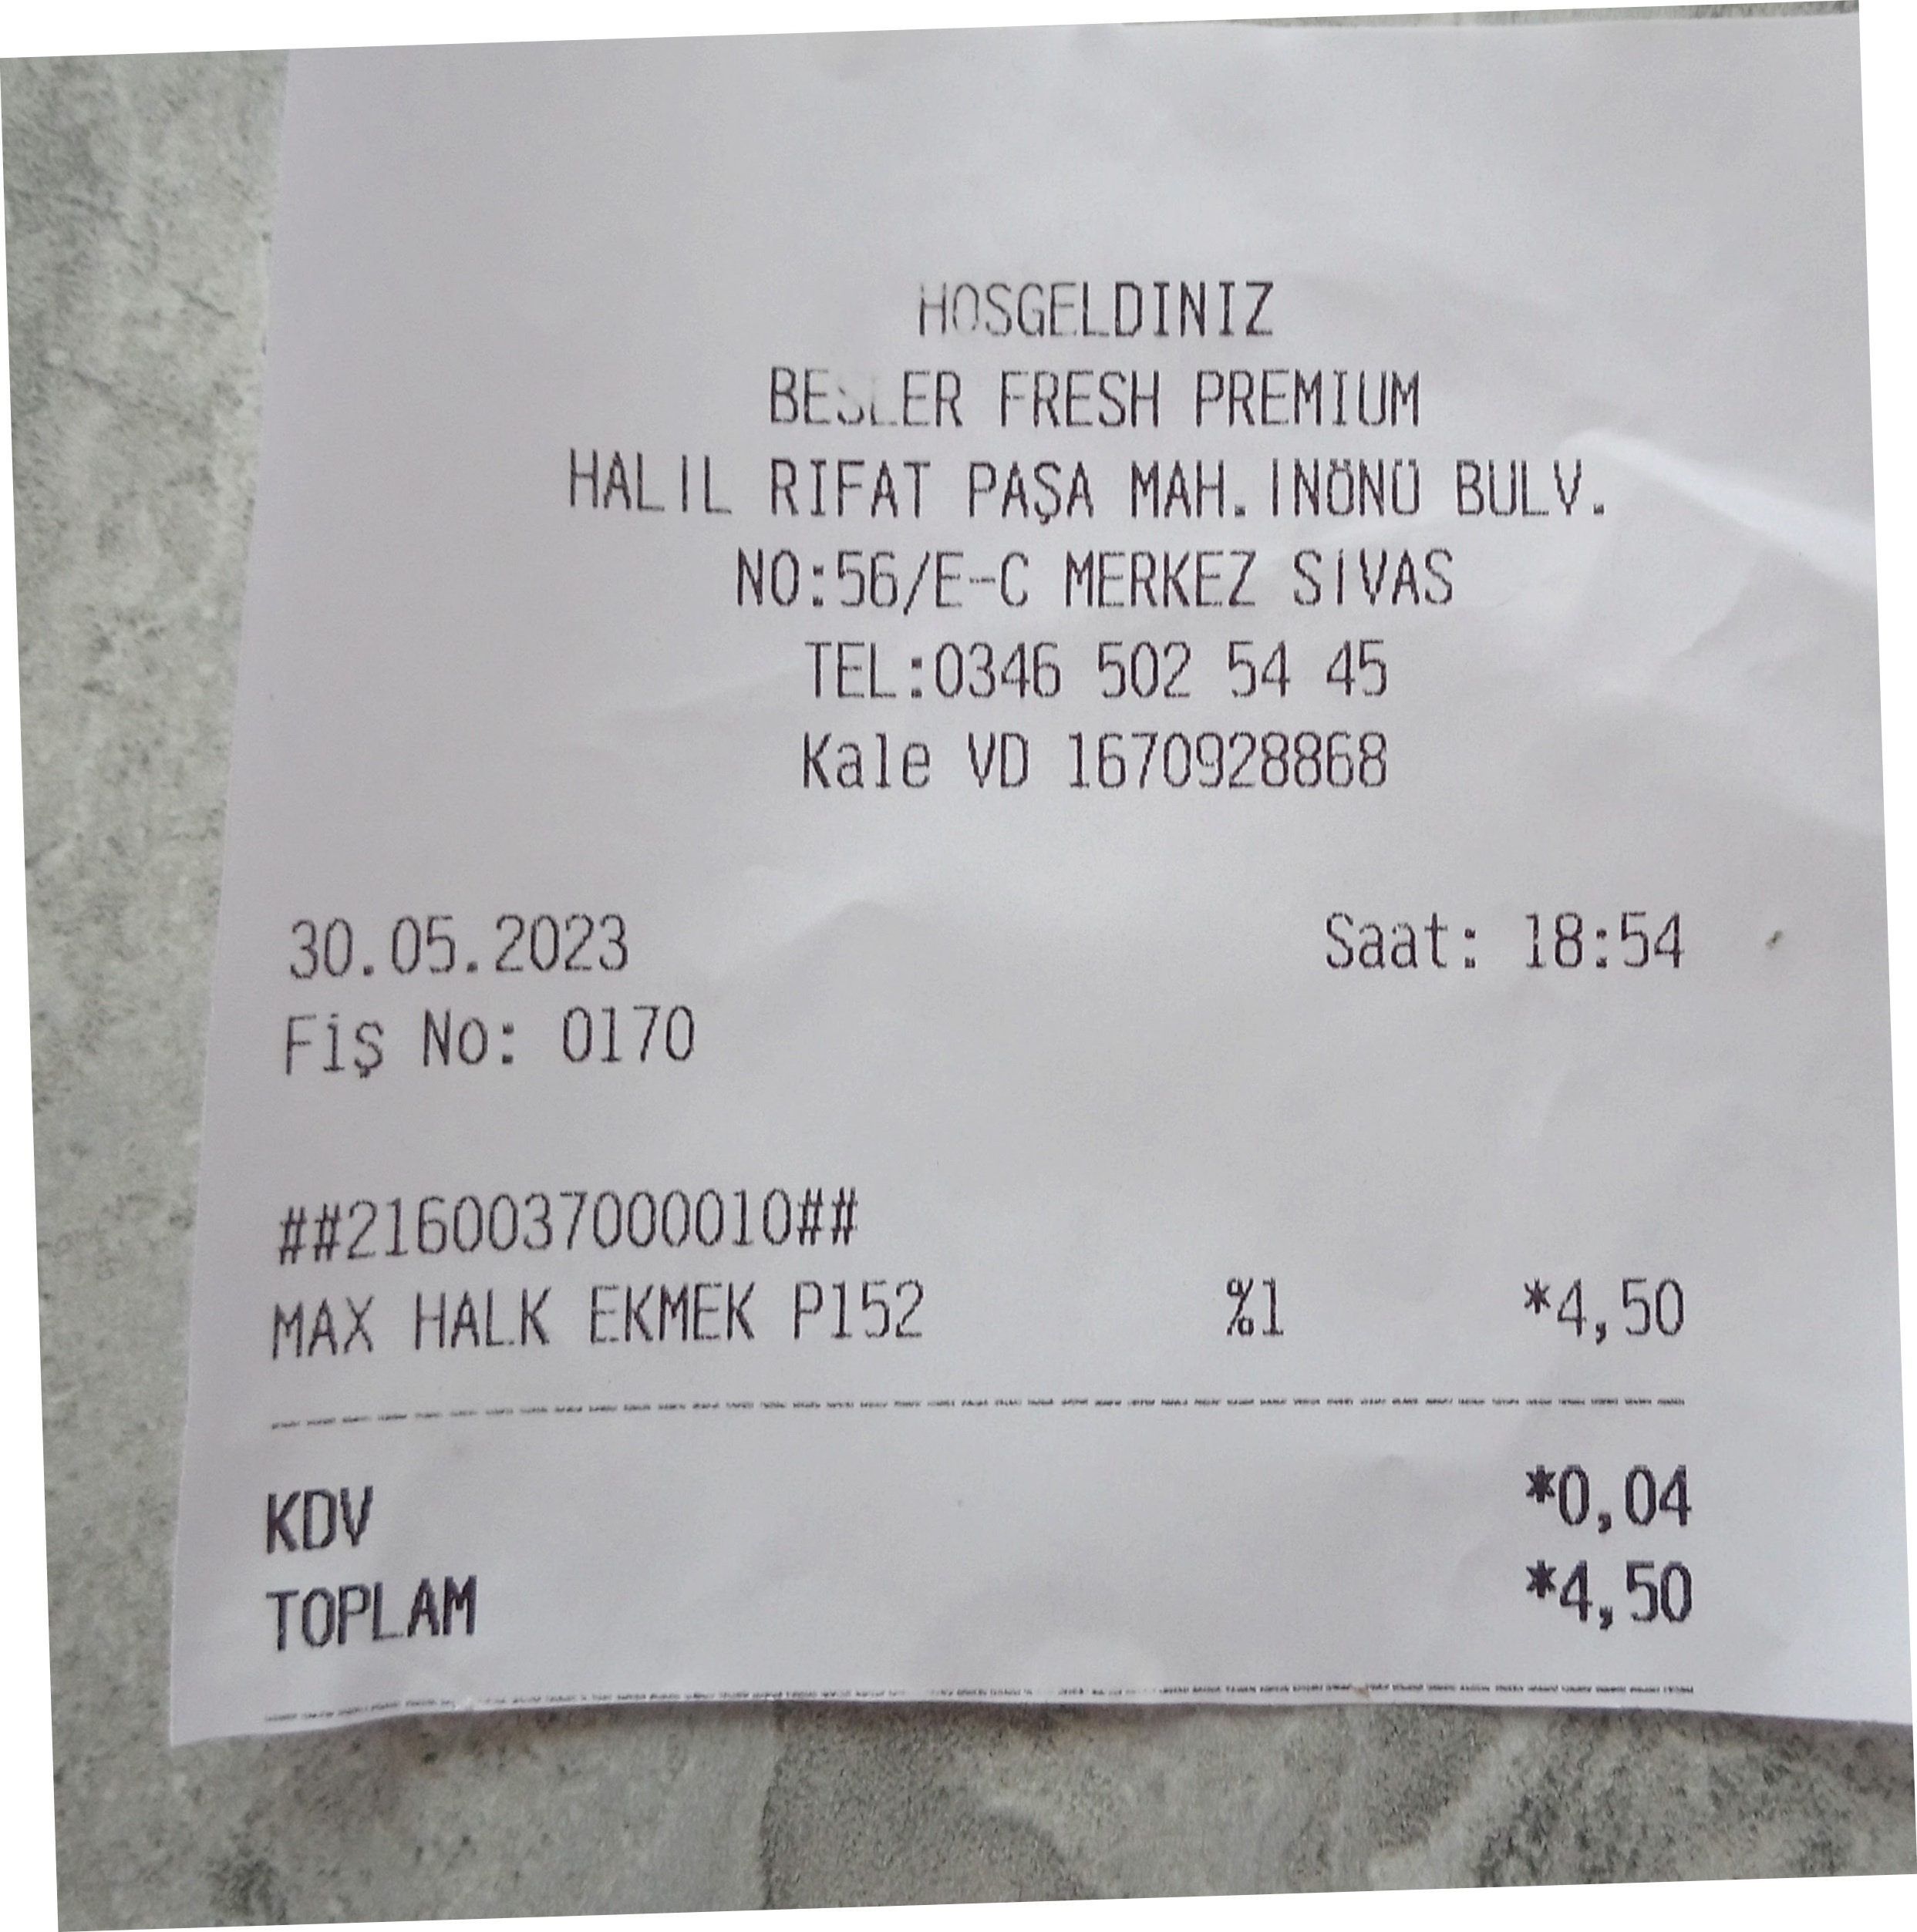 HOSGELDINIZ
BESLER FRESH PREMIUM
HALİL RIFAT PAŞA MAH.İNÖNÜ BULV.
NO:56/E-C MERKEZ SİVAS
TEL:0346 502 54 45
Kale VD 1670928868
30.05.2023 Saat: 18:54
Fiş No: 0170
##2160037000010##
MAX HALK EKMEK P152 %1 *4,50
KDV *0,04
TOPLAM *4,50